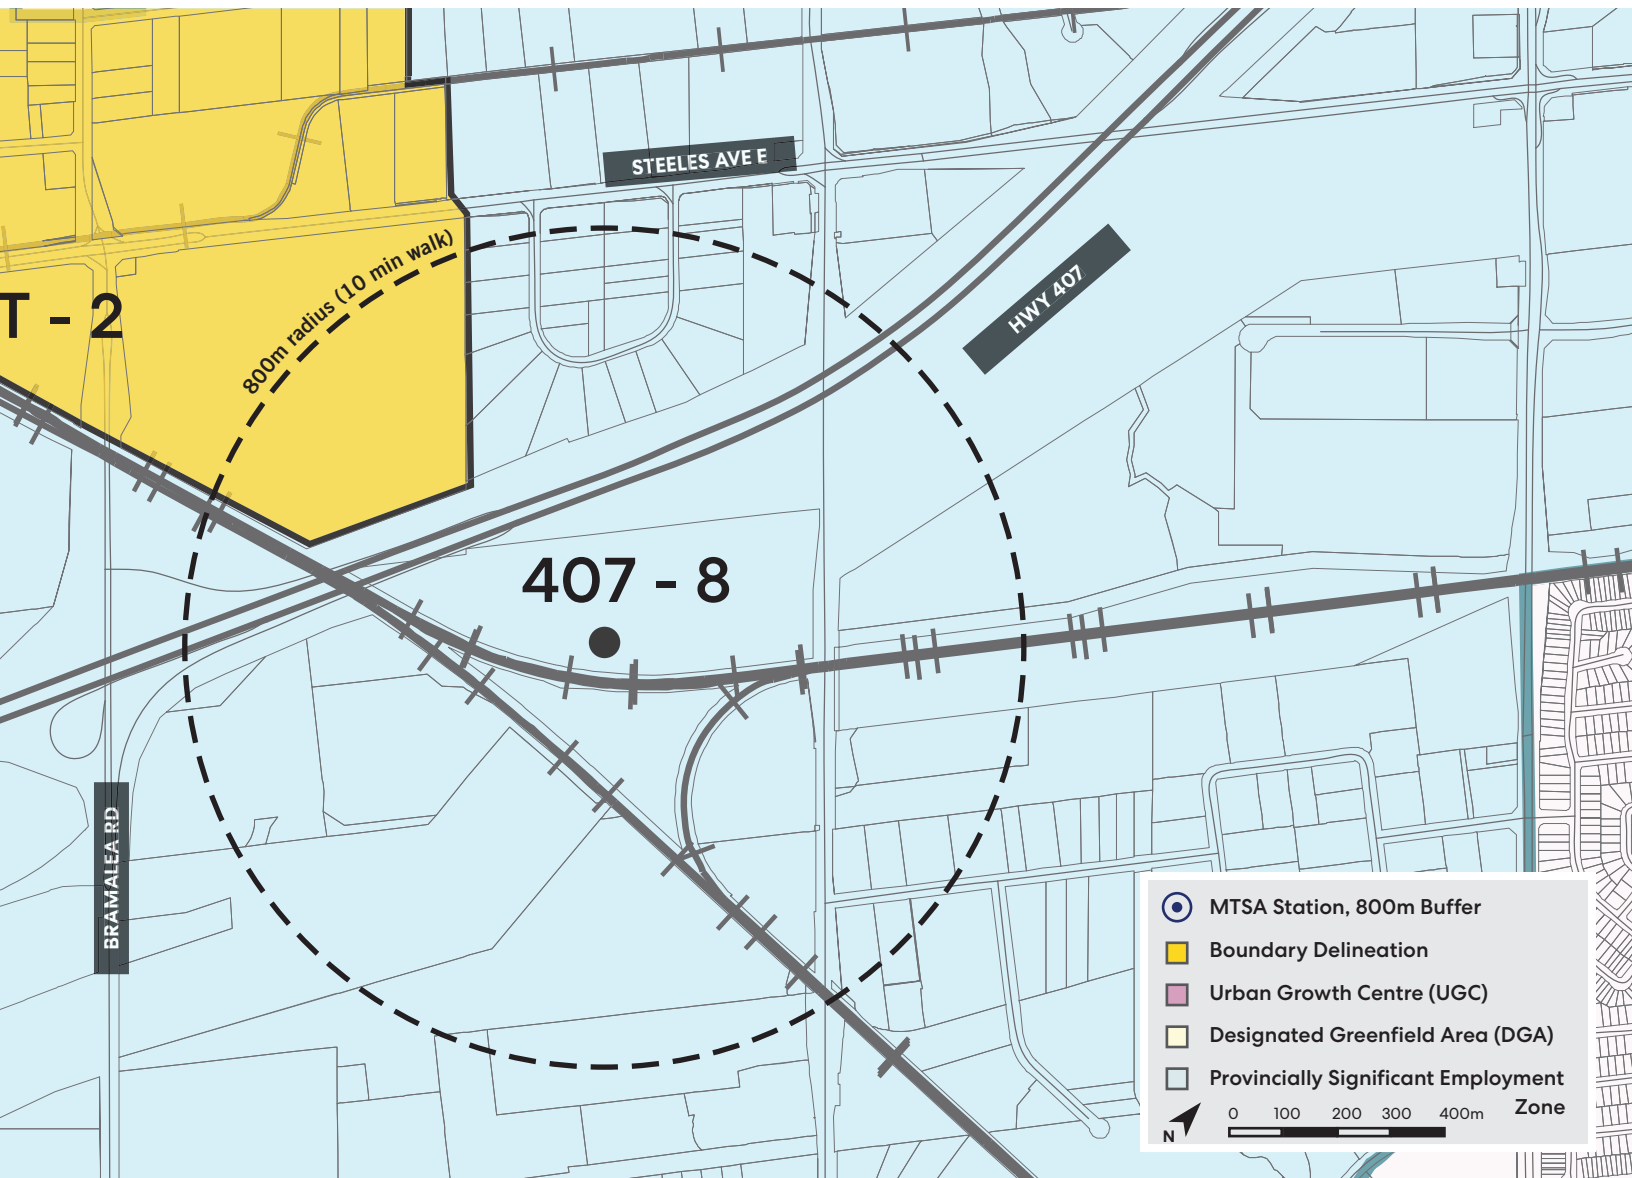 STEELES AVE E
800m radius (10 min walk)
HWY 407
T - 2
407 - 8
BRAMALEA RD
MTSA Station, 800m Buffer
Boundary Delineation
Urban Growth Centre (UGC)
Designated Greenfield Area (DGA)
Provincially Significant Employment
Zone
N
0 100 200 300 400m